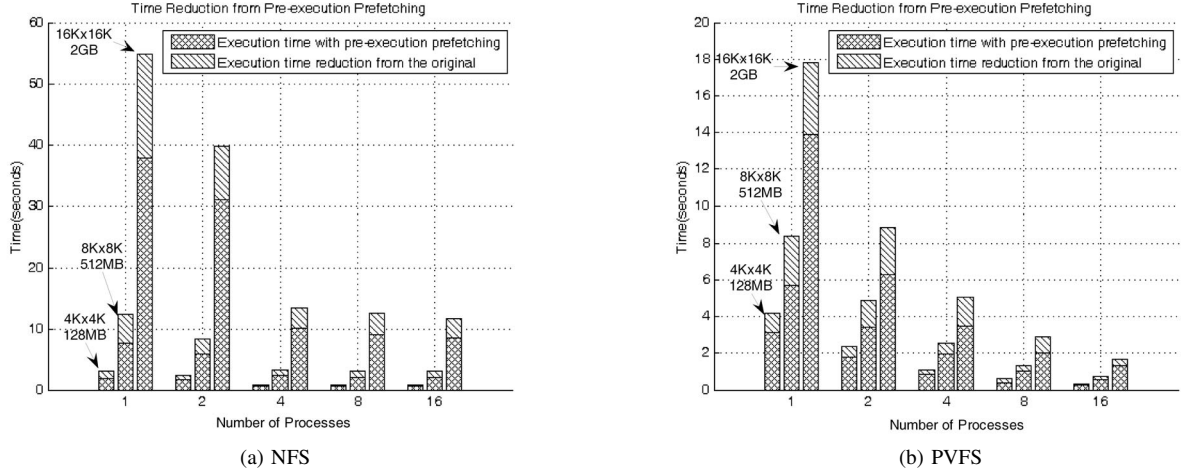 Time Reduction from Pre-execution Prefetching
60
50
40
30
20
10
0
Time(seconds)
16Kx16K
2GB
Execution time with pre-execution prefetching
Execution time reduction from the original
8Kx8K
512MB
4Kx4K
128MB
1
2
4
8
16
Number of Processes
(a) NFS
Time Reduction from Pre-execution Prefetching
20
18
16
14
12
10
8
6
4
2
0
Time(seconds)
16Kx16K
2GB
Execution time with pre-execution prefetching
Execution time reduction from the original
8Kx8K
512MB
4Kx4K
128MB
1
2
4
8
16
Number of Processes
(b) PVFS